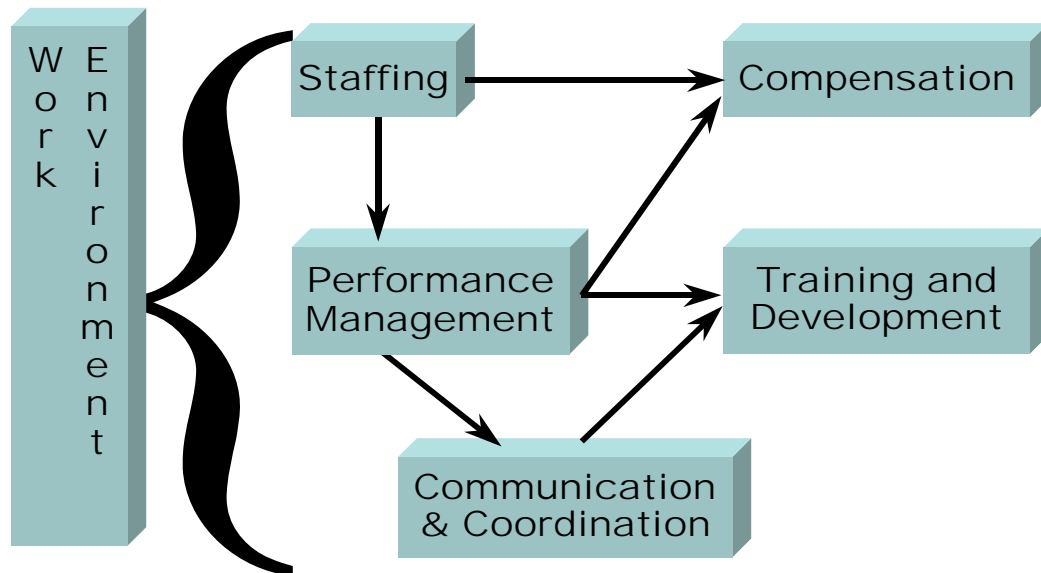 Work
Environment
Staffing
Compensation
Performance
Management
Training and
Development
Communication
& Coordination